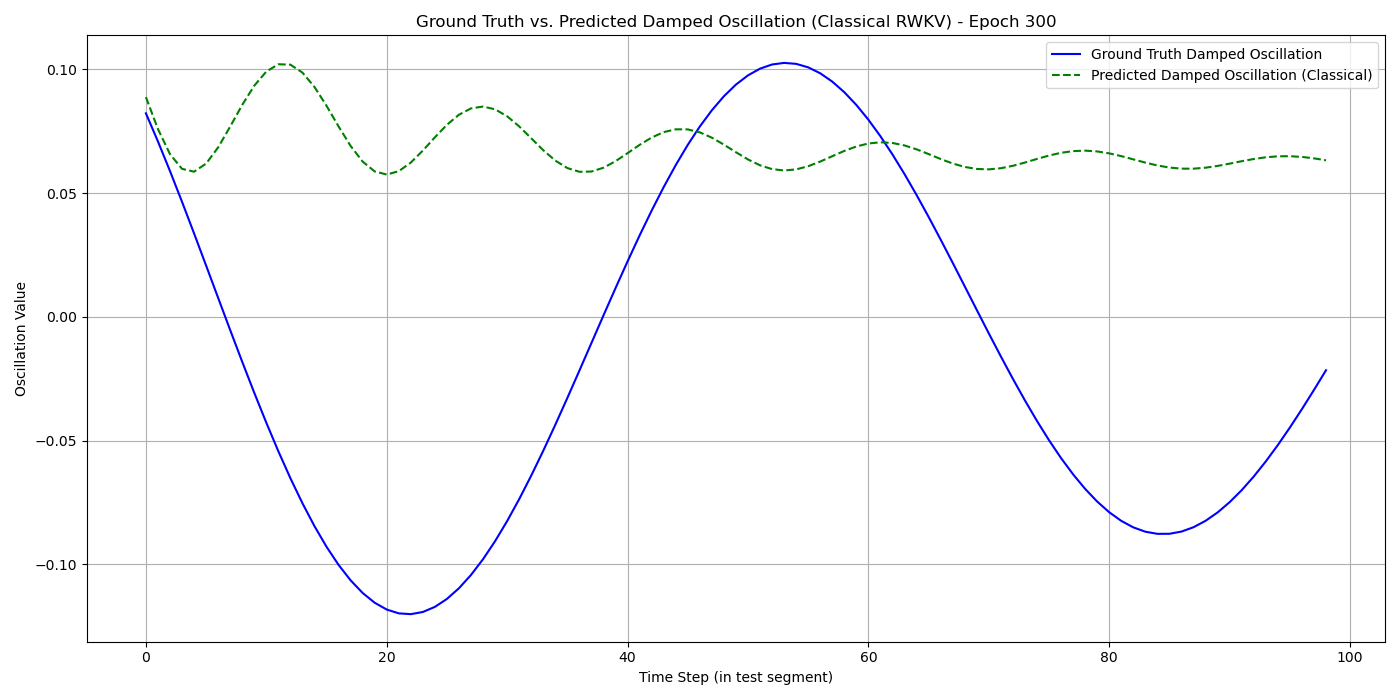 Ground Truth vs. Predicted Damped Oscillation (Classical RWKV) - Epoch 300
Ground Truth Damped Oscillation
Predicted Damped Oscillation (Classical)
Oscillation Value
0.10
0.05
0.00
−0.05
−0.10
0 20 40 60 80 100
Time Step (in test segment)